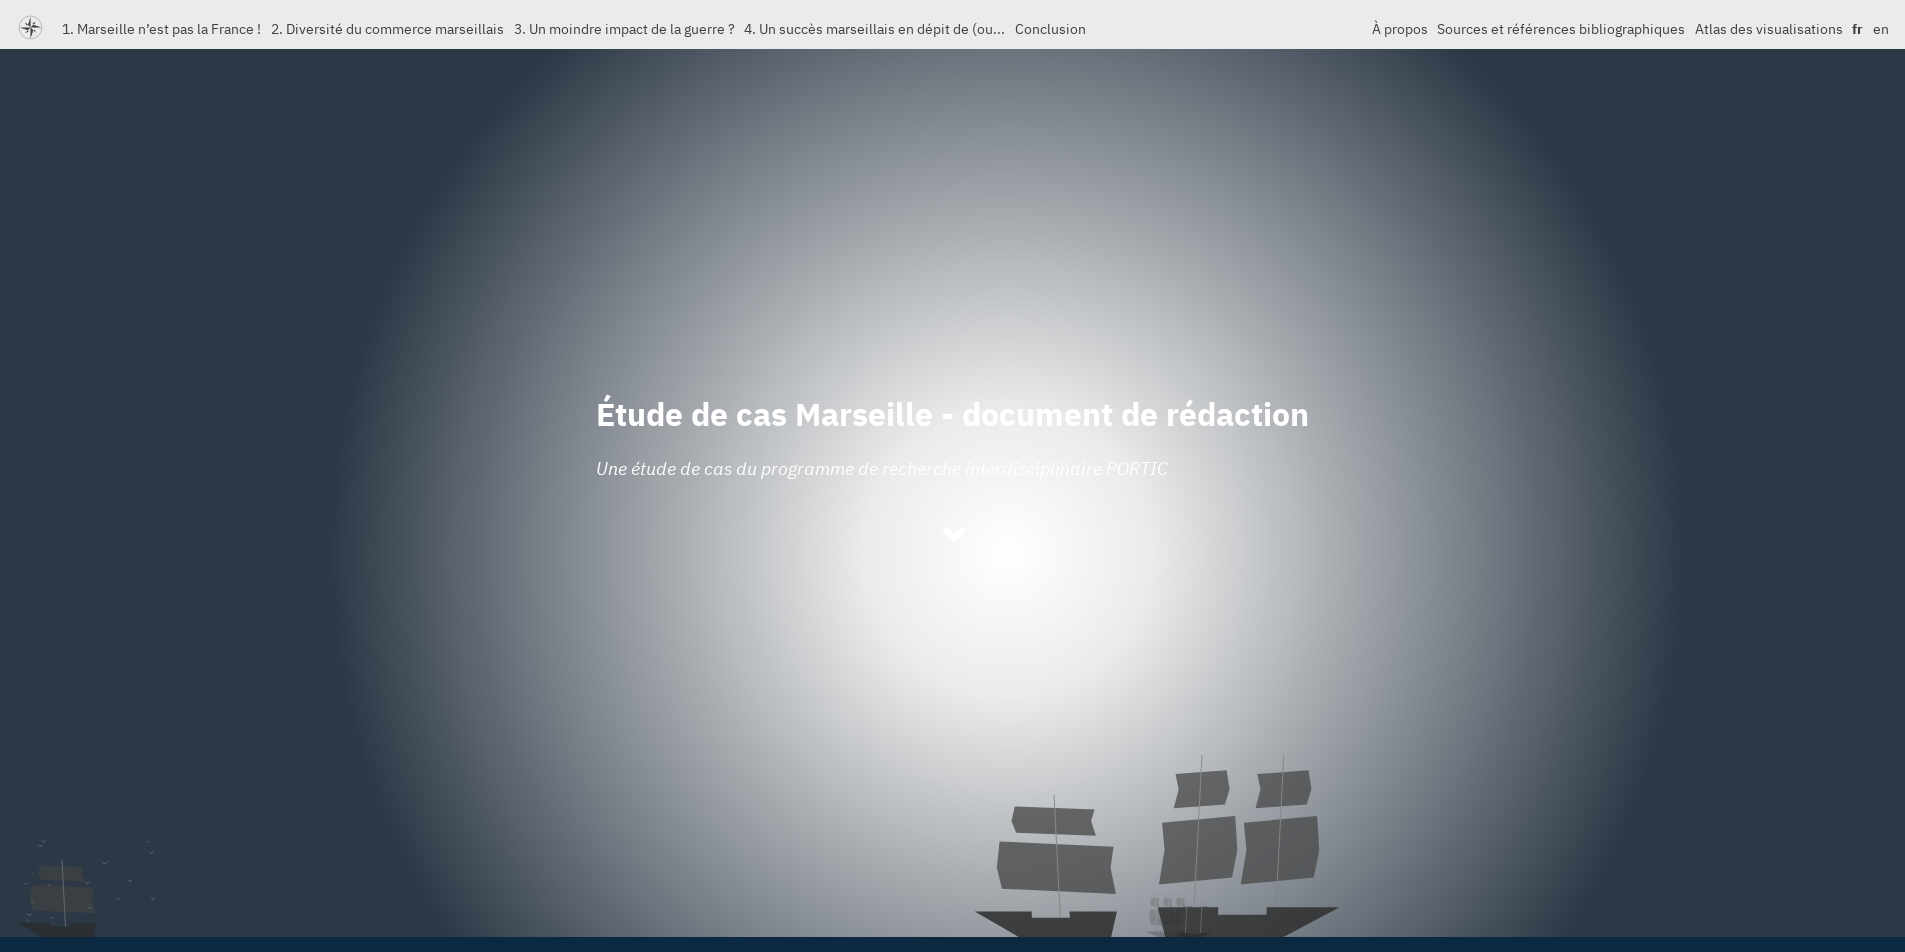 1. Marseille n’est pas la France !
2. Diversité du commerce marseillais
3. Un moindre impact de la guerre ?
4. Un succès marseillais en dépit de (ou...
Conclusion
À propos
Sources et références bibliographiques
Atlas des visualisations
fr
en
Étude de cas Marseille - document de rédaction
Une étude de cas du programme de recherche interdisciplinaire PORTIC